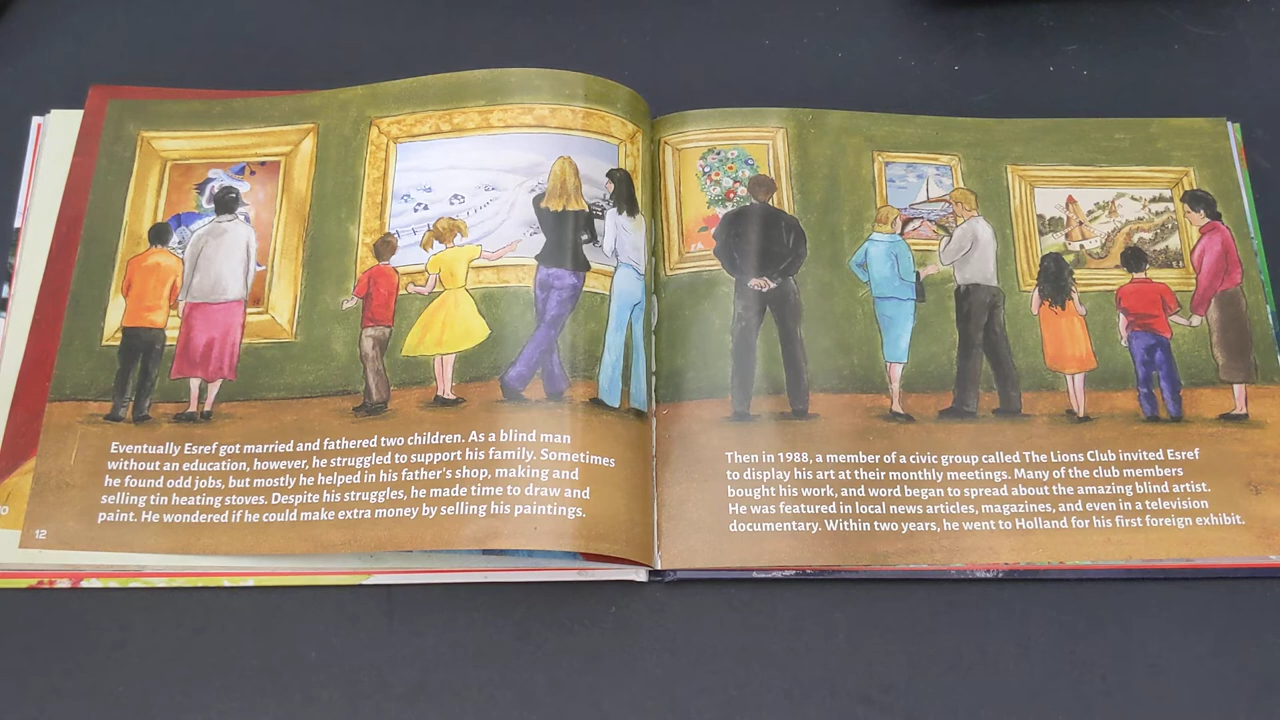 Eventually Esref got married and fathered two children. As a blind man
without an education, however, he struggled to support his family. Sometimes
he found odd jobs, but mostly he helped in his father's shop, making and
selling tin heating stoves. Despite his struggles, he made time to draw and
paint. He wondered if he could make extra money by selling his paintings.
12
Then in 1988, a member of a civic group called The Lions Club invited Esref
to display his art at their monthly meetings. Many of the club members
bought his work, and word began to spread about the amazing blind artist.
He was featured in local news articles, magazines, and even in a television
documentary. Within two years, he went to Holland for his first foreign exhibit.